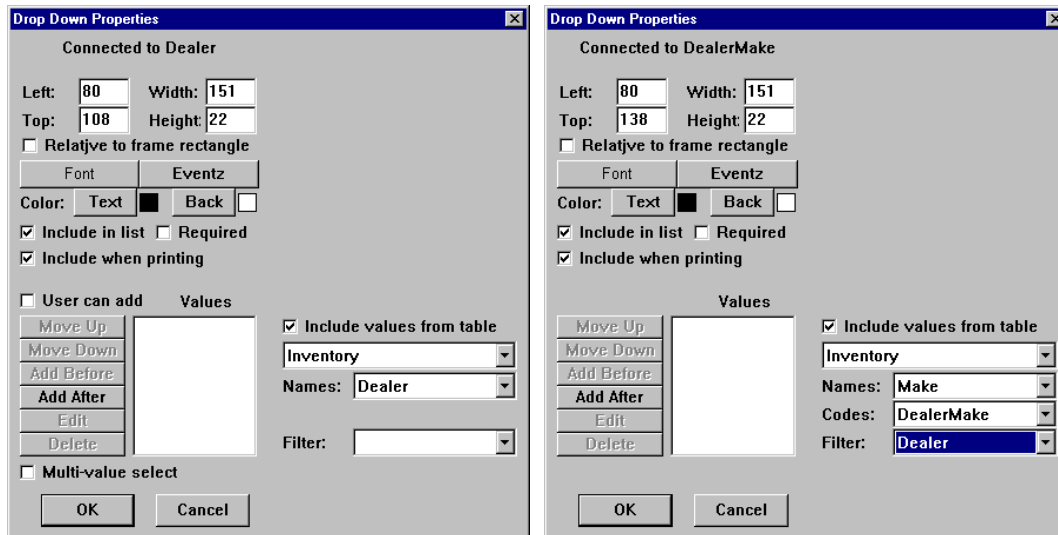 Drop Down Properties
Connected to Dealer
Left: 80 Width: 151
Top: 108 Height: 22
Relatjve to frame rectangle
Font Eventz
Color: Text Back
Include in list Required
Include when printing
User can add Values
Move Up
Include values from table
Move Down
Inventory
Add Before
Names: Dealer
Add After
Edit
Delete
Filter:
Multi-value select
OK Cancel
Drop Down Properties
Connected to DealerMake
Left: 80 Width: 151
Top: 138 Height: 22
Relatjve to frame rectangle
Font Eventz
Color: Text Back
Include in list Required
Include when printing
Values
Move Up
Include values from table
Move Down
Inventory
Add Before
Names: Make
Add After
Codes: DealerMake
Edit
Delete
Filter: Dealer
OK Cancel